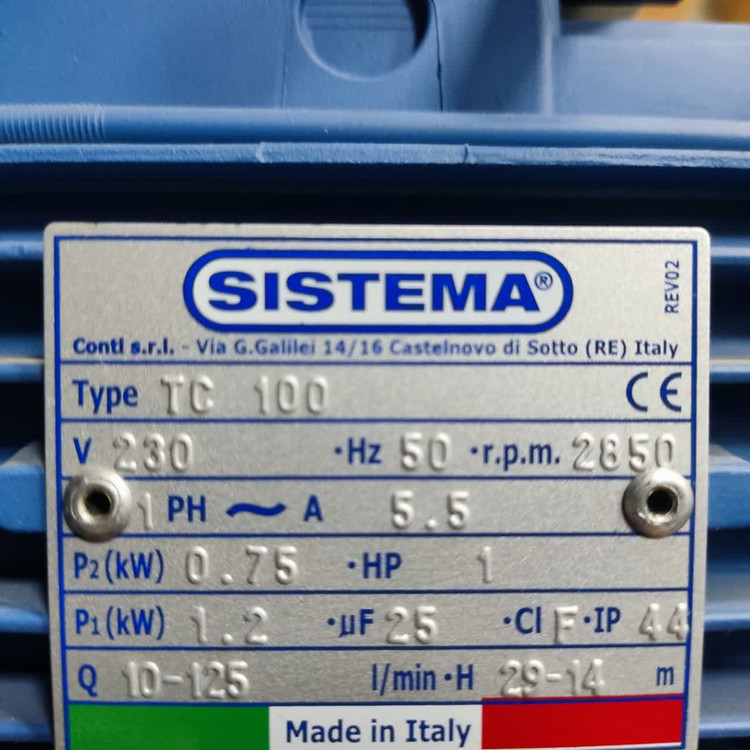 SISTEMA®
REV02
Conti s.r.l. - Via G.Galilei 14/16 Castelnovo di Sotto (RE) Italy
Type TC 100 CE
V 230 ·Hz 50 ·r.p.m. 2850
1 PH ~ A 5.5
P2(kW) 0.75 ·HP 1
P1(kW) 1.2 ·µF 25 ·Cl F·IP 44
Q 10-125 l/min·H 29-14 m
Made in Italy